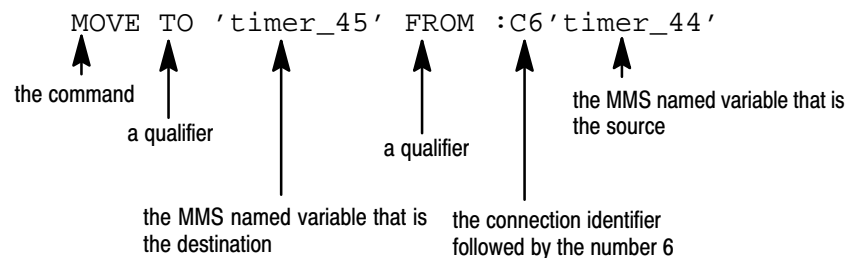 MOVE TO 'timer_45' FROM :C6'timer_44'
the command
a qualifier
the MMS named variable that is
the destination
a qualifier
the connection identifier
followed by the number 6
the MMS named variable that is
the source